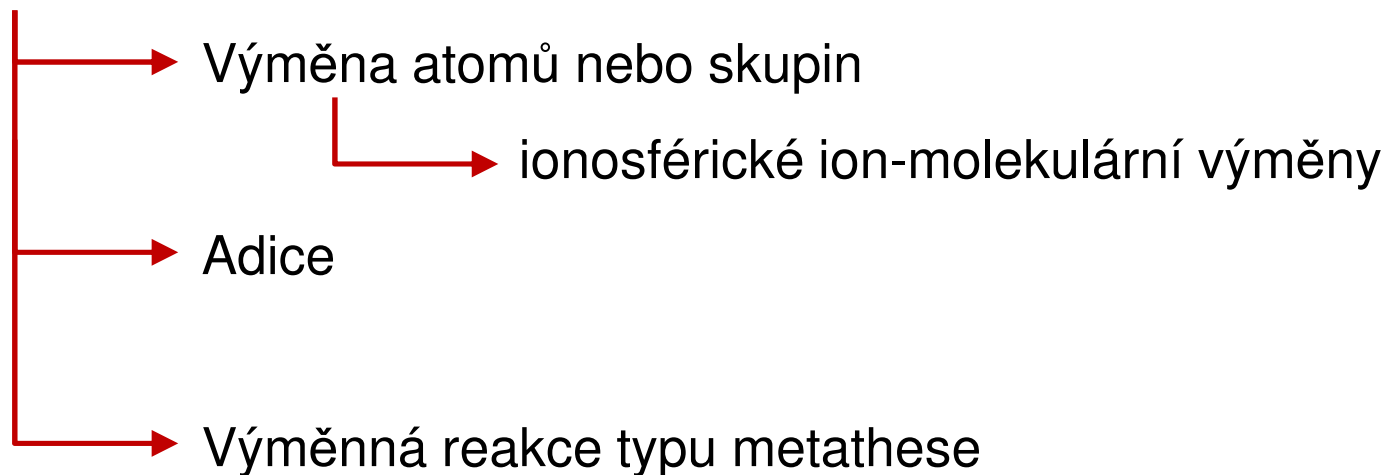 Výměna atomů nebo skupin
ionosférické ion-molekulární výměny
Adice
Výměnná reakce typu metathese